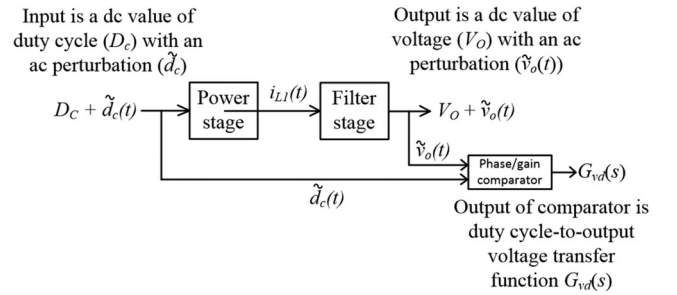 Input is a dc value of
duty cycle (D_c) with an
ac perturbation (d̃_c)
Output is a dc value of
voltage (V_O) with an ac
perturbation (ṽ_o(t))
D_C + d̃_c(t)
Power
stage
i_L1(t)
Filter
stage
V_O + ṽ_o(t)
ṽ_o(t)
Phase/gain
comparator
G_vd(s)
d̃_c(t)
Output of comparator is
duty cycle-to-output
voltage transfer
function G_vd(s)